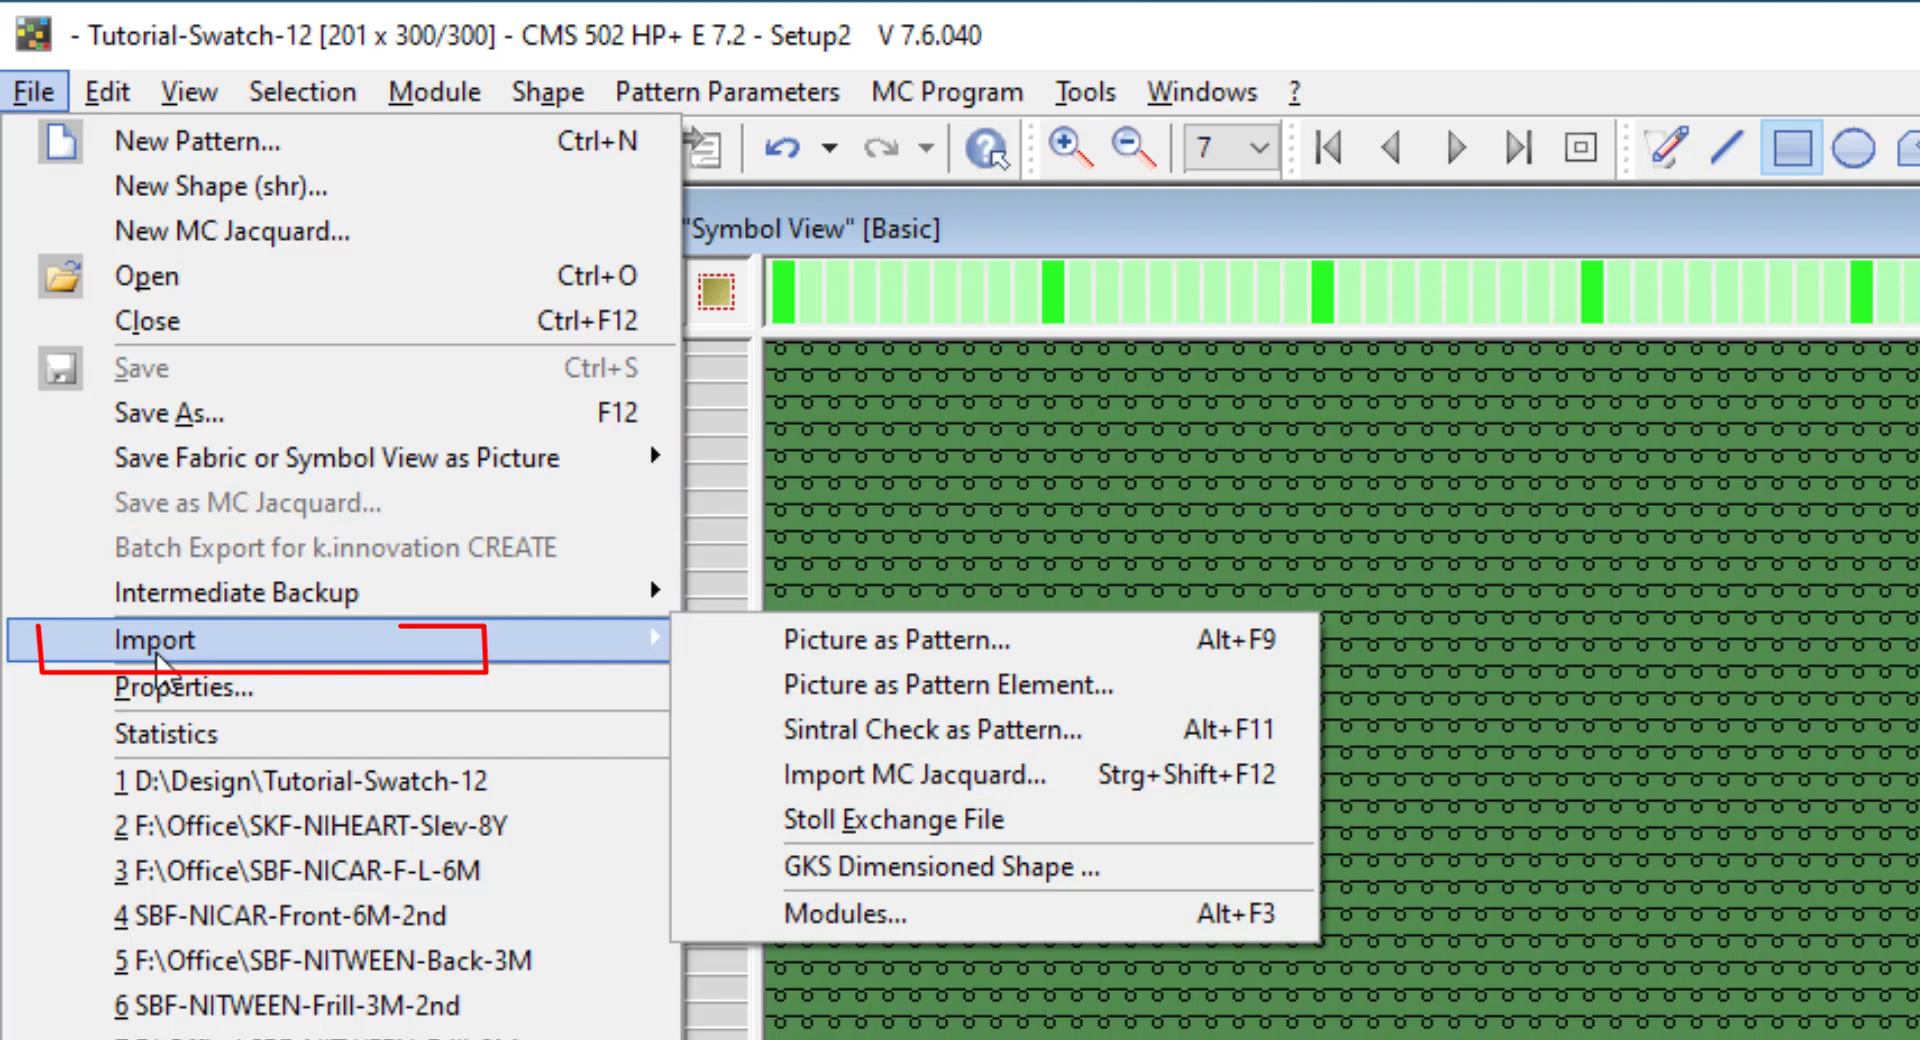 - Tutorial-Swatch-12 [201 x 300/300] - CMS 502 HP+ E 7.2 - Setup2 V 7.6.040
File Edit View Selection Module Shape Pattern Parameters MC Program Tools Windows ?
New Pattern... Ctrl+N
7
New Shape (shr)...
New MC Jacquard...
"Symbol View" [Basic]
Open Ctrl+O
Close Ctrl+F12
Save Ctrl+S
Save As... F12
Save Fabric or Symbol View as Picture
Save as MC Jacquard...
Batch Export for k.innovation CREATE
Intermediate Backup
Import
Properties...
Statistics
1 D:\Design\Tutorial-Swatch-12
2 F:\Office\SKF-NIHEART-Slev-8Y
3 F:\Office\SBF-NICAR-F-L-6M
4 SBF-NICAR-Front-6M-2nd
5 F:\Office\SBF-NITWEEN-Back-3M
6 SBF-NITWEEN-Frill-3M-2nd
Picture as Pattern... Alt+F9
Picture as Pattern Element...
Sintral Check as Pattern... Alt+F11
Import MC Jacquard... Strg+Shift+F12
Stoll Exchange File
GKS Dimensioned Shape ...
Modules... Alt+F3